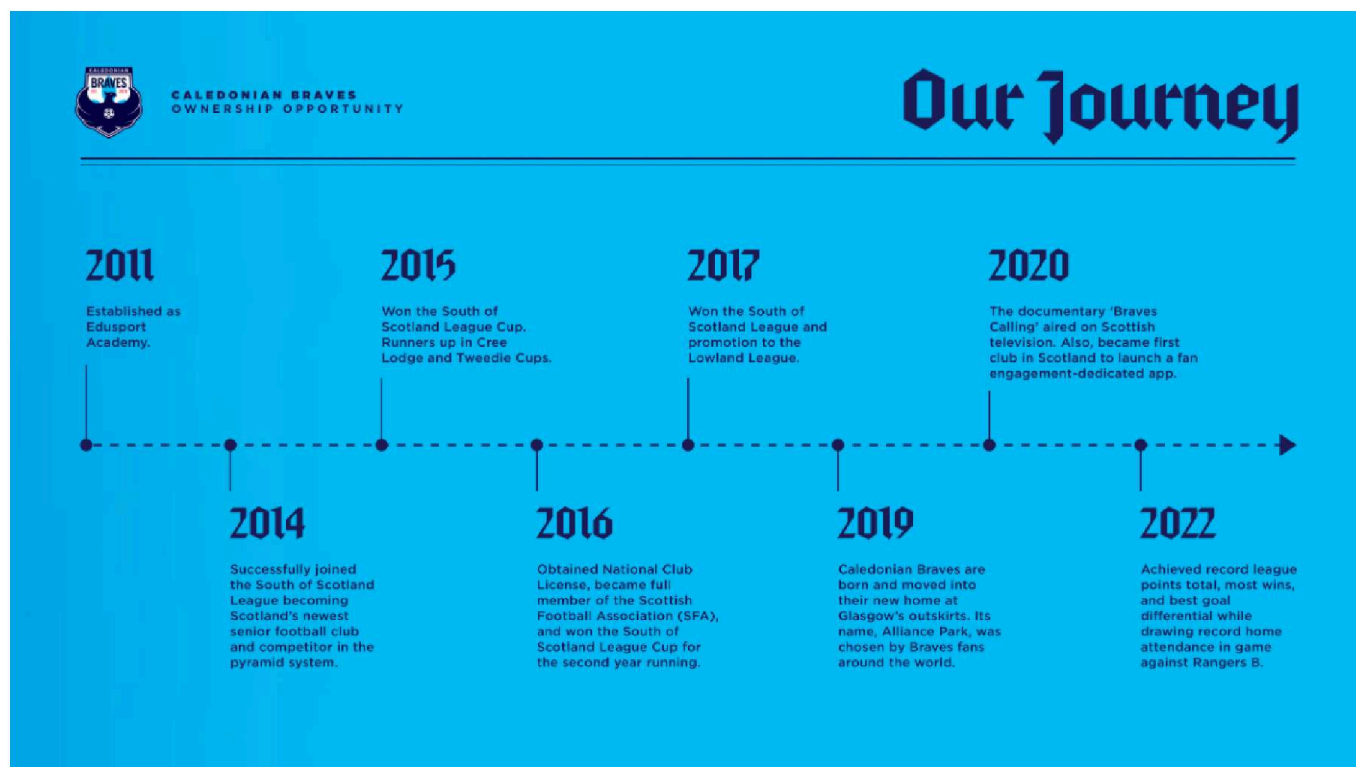 CALEDONIAN
BRAVES
CALEDONIAN BRAVES
OWNERSHIP OPPORTUNITY
Our Journey
2011
Established as
Edusport
Academy.
2015
Won the South of
Scotland League Cup.
Runners up in Cree
Lodge and Tweedie Cups.
2017
Won the South of
Scotland League and
promotion to the
Lowland League.
2020
The documentary 'Braves
Calling' aired on Scottish
television. Also, became first
club in Scotland to launch a fan
engagement-dedicated app.
2014
Successfully joined
the South of Scotland
League becoming
Scotland's newest
senior football club
and competitor in the
pyramid system.
2016
Obtained National Club
License, became full
member of the Scottish
Football Association (SFA),
and won the South of
Scotland League Cup for
the second year running.
2019
Caledonian Braves are
born and moved into
their new home at
Glasgow's outskirts. Its
name, Alliance Park, was
chosen by Braves fans
around the world.
2022
Achieved record league
points total, most wins,
and best goal
differential while
drawing record home
attendance in game
against Rangers B.